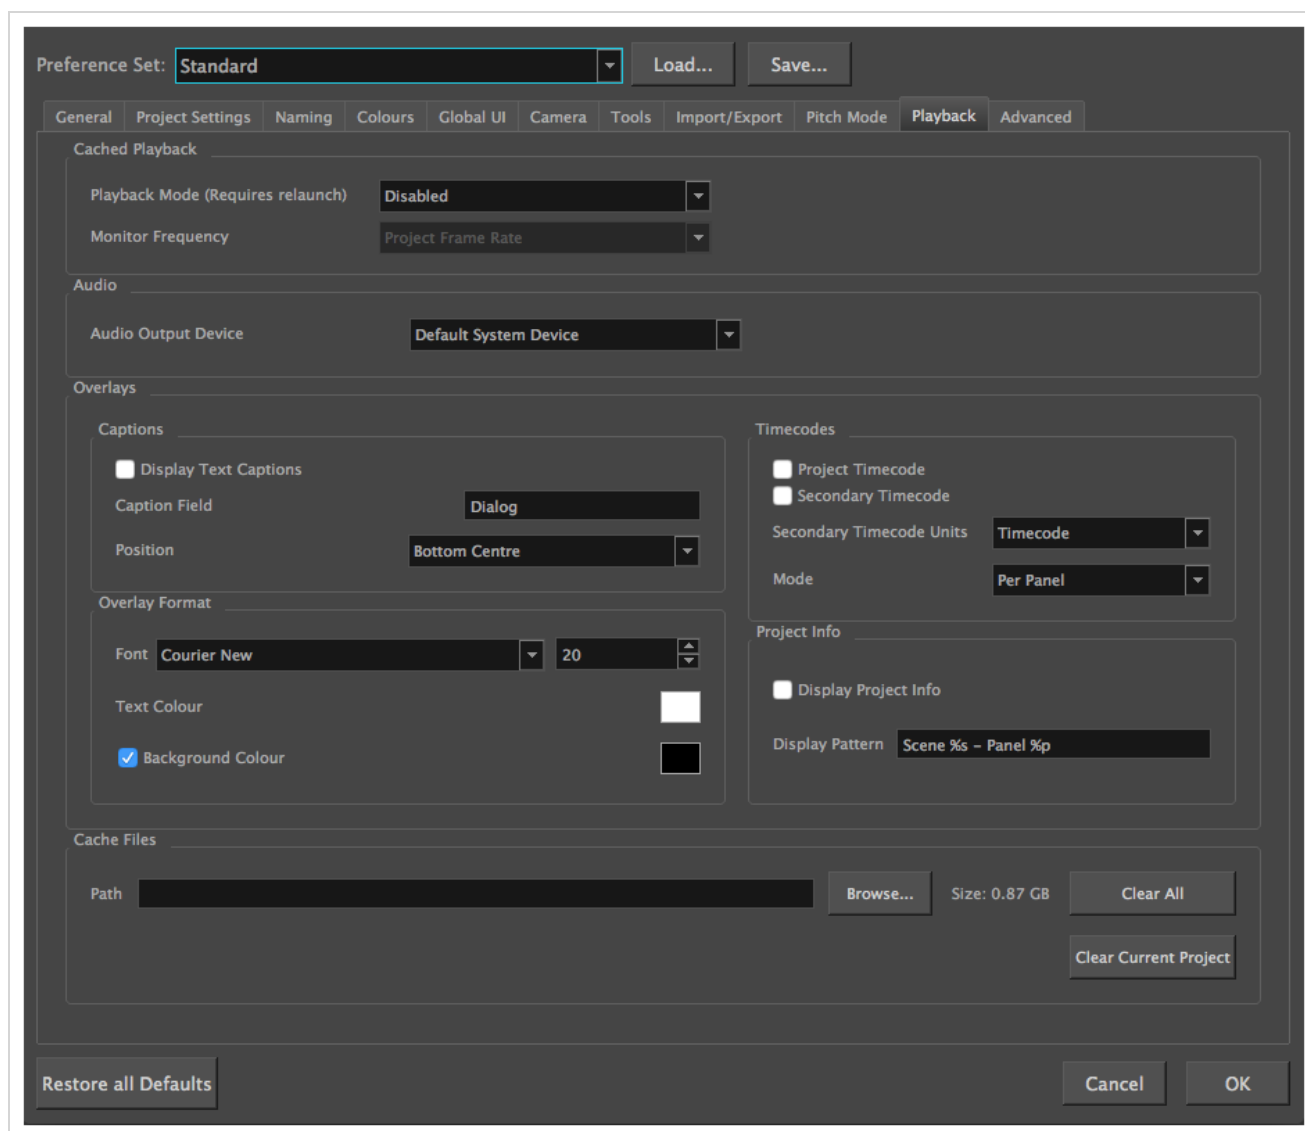 Preference Set: Standard Load... Save...
General Project Settings Naming Colours Global UI Camera Tools Import/Export Pitch Mode Playback Advanced
Cached Playback
Playback Mode (Requires relaunch) Disabled
Monitor Frequency Project Frame Rate
Audio
Audio Output Device Default System Device
Overlays
Captions
Display Text Captions
Caption Field Dialog
Position Bottom Centre
Timecodes
Project Timecode
Secondary Timecode
Secondary Timecode Units Timecode
Mode Per Panel
Overlay Format
Font Courier New 20
Text Colour
Background Colour
Project Info
Display Project Info
Display Pattern Scene %s – Panel %p
Cache Files
Path Browse... Size: 0.87 GB Clear All
Clear Current Project
Restore all Defaults Cancel OK